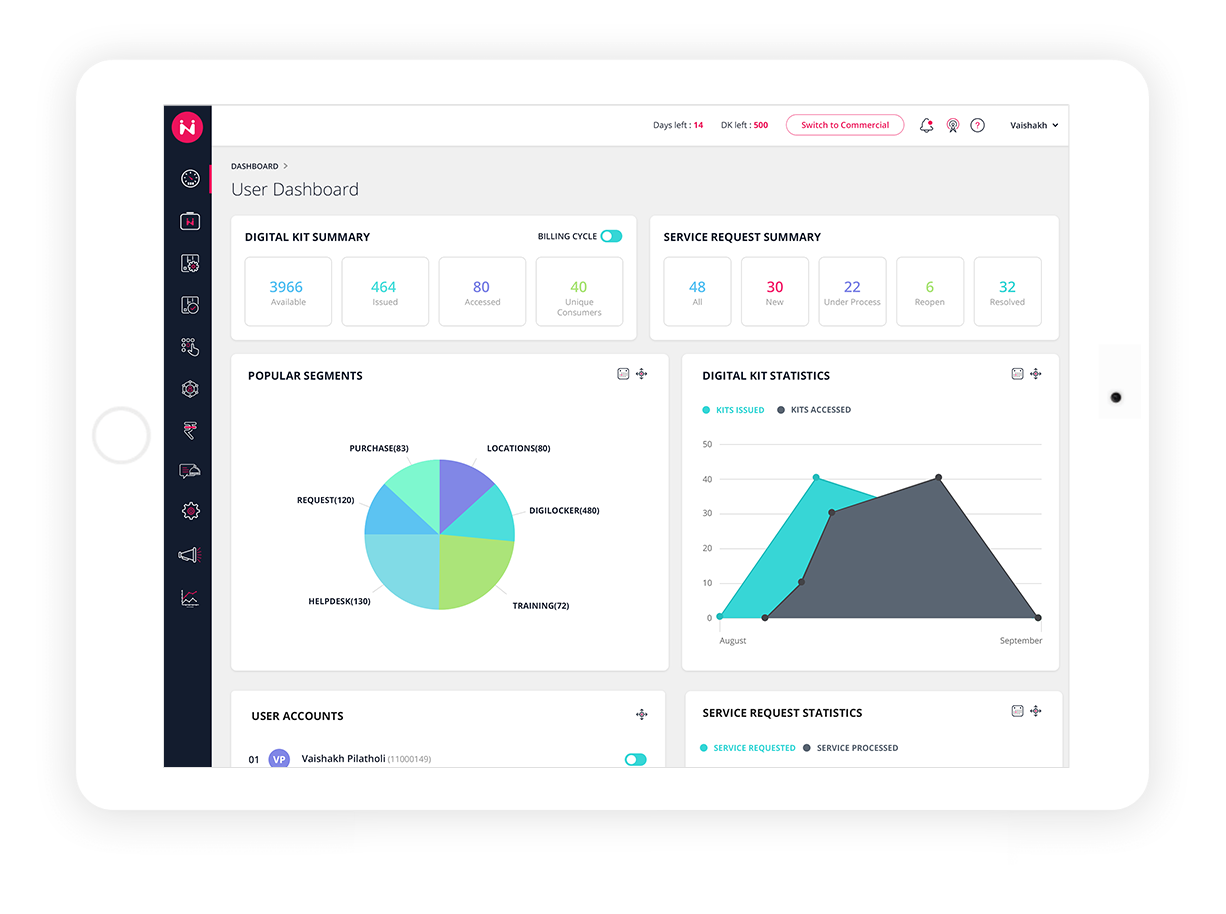 Days left : 14 DK left : 500 Switch to Commercial Vaishakh
DASHBOARD >
User Dashboard
DIGITAL KIT SUMMARY BILLING CYCLE
3966 464 80 40
Available Issued Accessed Unique
Consumers
SERVICE REQUEST SUMMARY
48 30 22 6 32
All New Under Process Reopen Resolved
POPULAR SEGMENTS
PURCHASE(83) LOCATIONS(80)
REQUEST(120) DIGILOCKER(480)
HELPDESK(130) TRAINING(72)
DIGITAL KIT STATISTICS
KITS ISSUED KITS ACCESSED
50
40
30
20
10
0
August September
USER ACCOUNTS
01 VP Vaishakh Pilatholi (11000149)
SERVICE REQUEST STATISTICS
SERVICE REQUESTED SERVICE PROCESSED